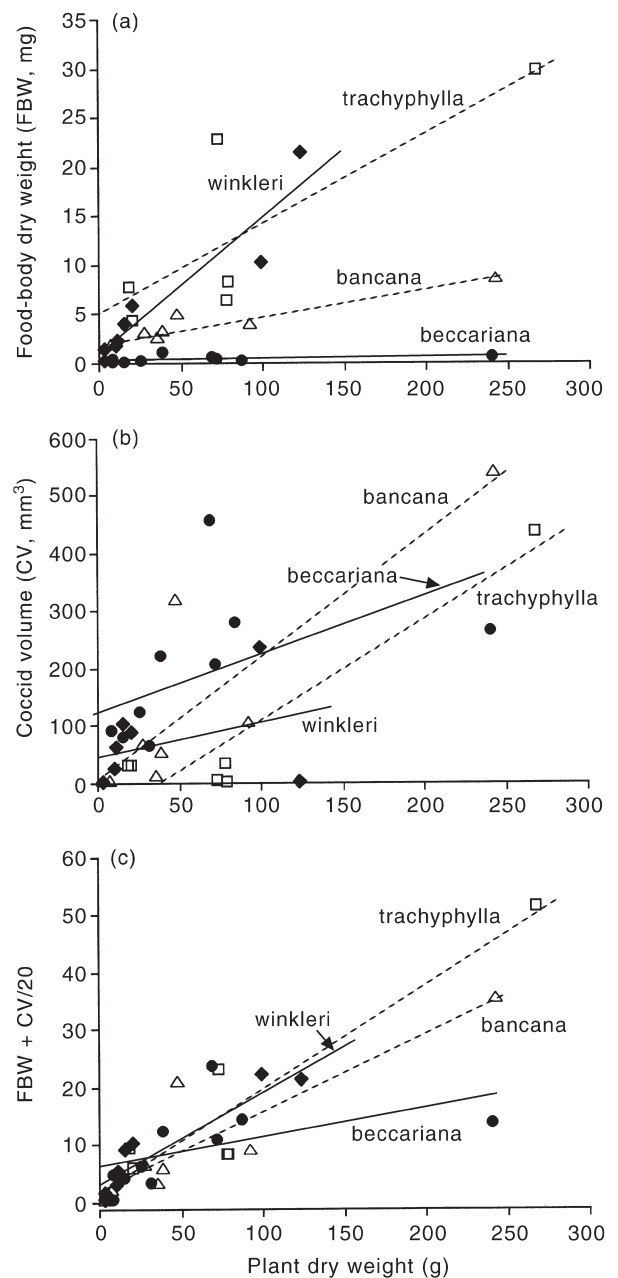 (a)
Food-body dry weight (FBW, mg)
35
30
25
20
15
10
5
0
trachyphylla
winkleri
bancana
beccariana
0 50 100 150 200 250 300
(b)
Coccid volume (CV, mm³)
600
500
400
300
200
100
0
bancana
beccariana
trachyphylla
winkleri
0 50 100 150 200 250 300
(c)
FBW + CV/20
60
50
40
30
20
10
0
trachyphylla
winkleri
bancana
beccariana
0 50 100 150 200 250 300
Plant dry weight (g)